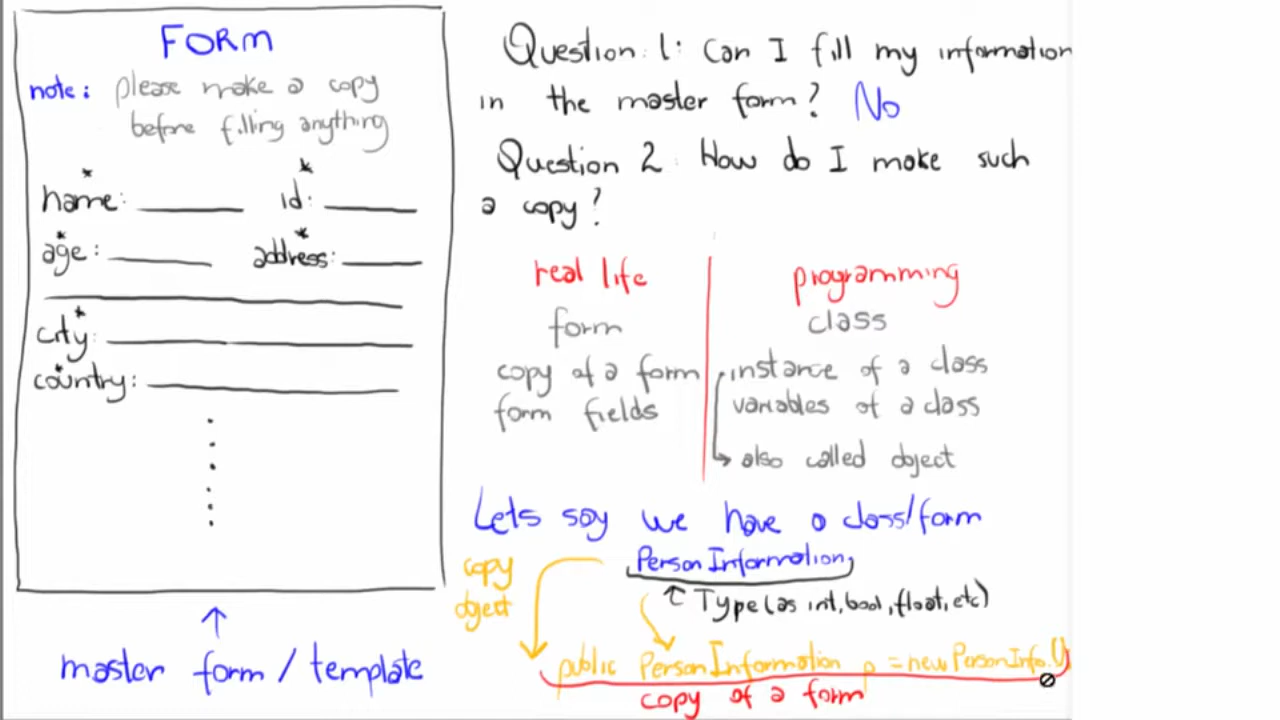 FORM
note: please make a copy
before filling anything
* *
name: id:
* *
age: address:
*
city:
*
country:
master form / template
Question 1: Can I fill my information
in the master form? No
Question 2: How do I make such
a copy?
real life programming
form class
copy of a form instance of a class
form fields variables of a class
also called object
Lets say we have a class/form
PersonInformation
copy
object
Type (as int, bool, float, etc)
public PersonInformation p = new PersonInfo.()
copy of a form